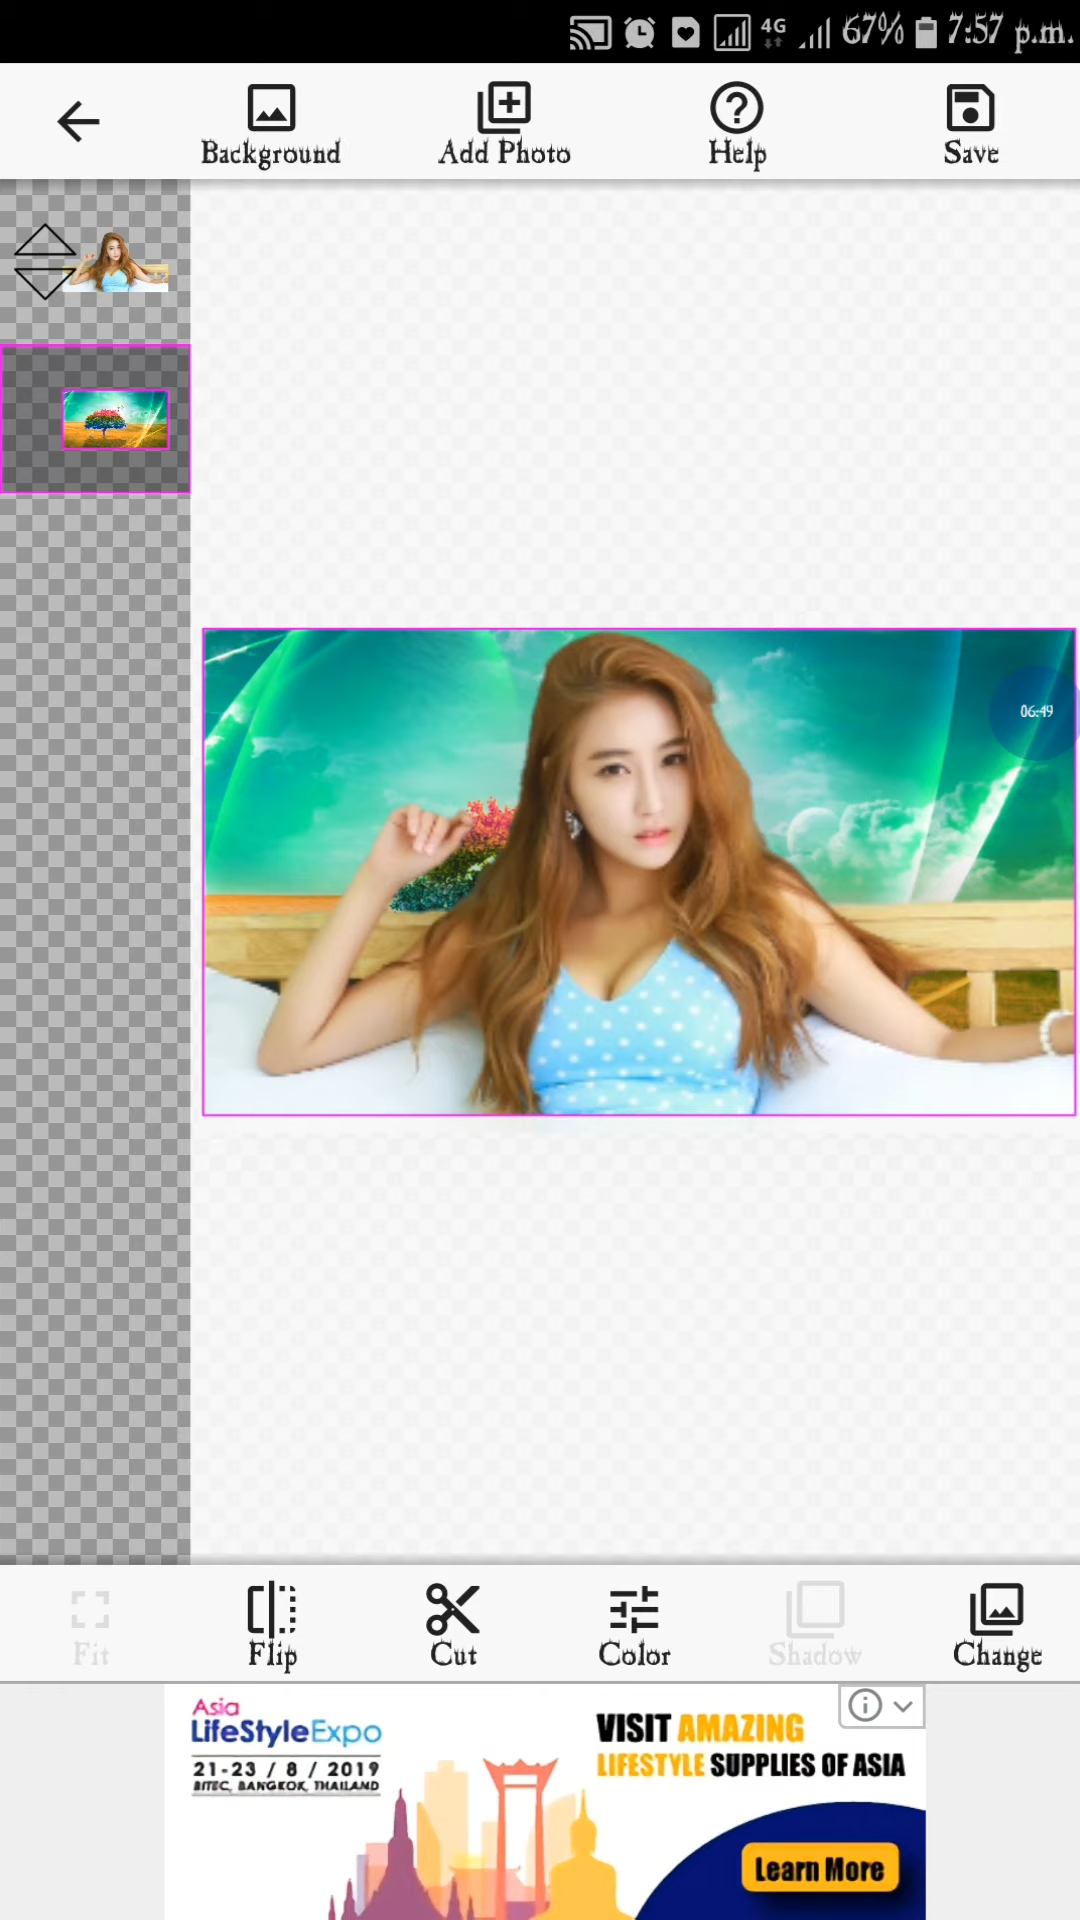 4G 67% 7:57 p.m.
Background Add Photo Help Save
06:49
Fit Flip Cut Color Shadow Change
Asia
LifeStyleExpo
21-23 / 8 / 2019
BITEC, BANGKOK, THAILAND
VISIT AMAZING
LIFESTYLE SUPPLIES OF ASIA
Learn More